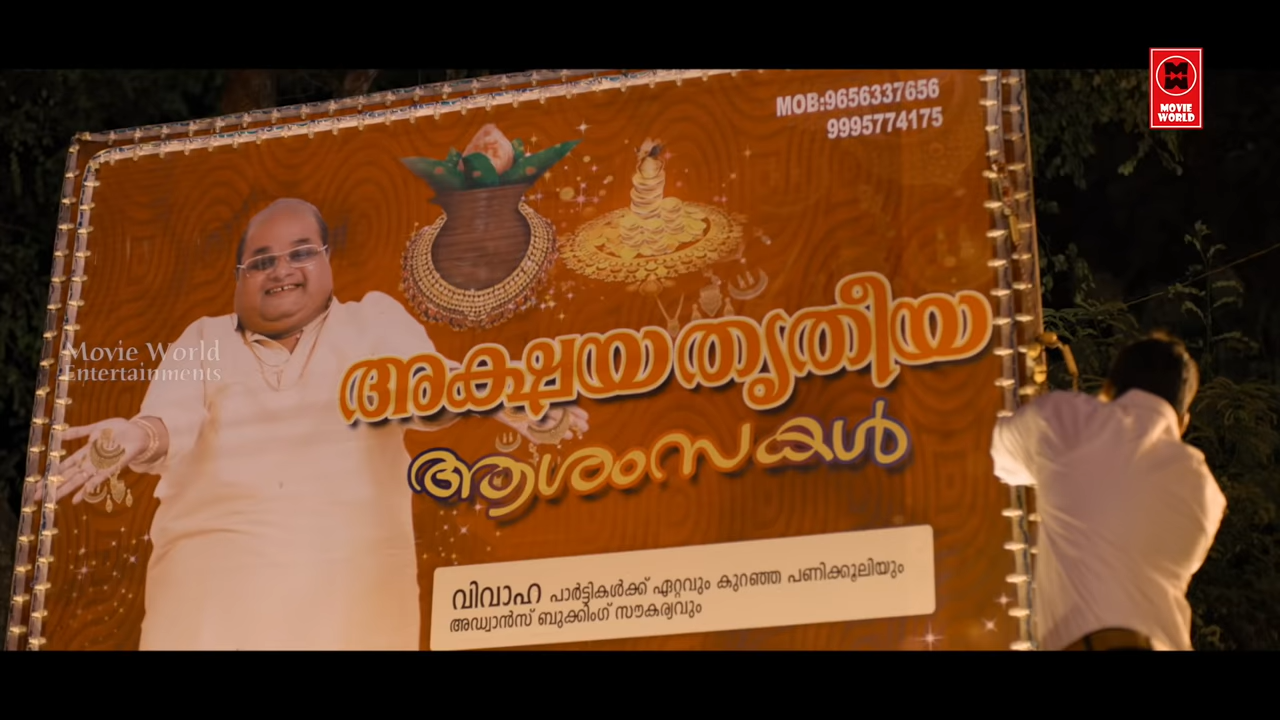 MOVIE
WORLD
MOB:9656337656
9995774175
Movie World
Entertainments
അക്ഷയ തൃതീയ
ആശംസകൾ
വിവാഹ പാർട്ടികൾക്ക് ഏറ്റവും കുറഞ്ഞ പണിക്കൂലിയും
അഡ്വാൻസ് ബുക്കിംഗ് സൗകര്യവും